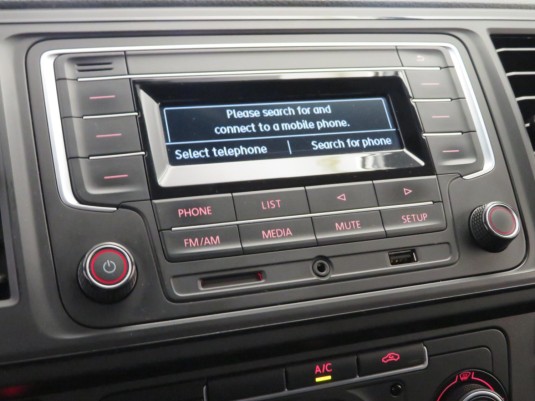 Please search for and
connect to a mobile phone.
Select telephone Search for phone
PHONE LIST
FM/AM MEDIA MUTE SETUP
A/C